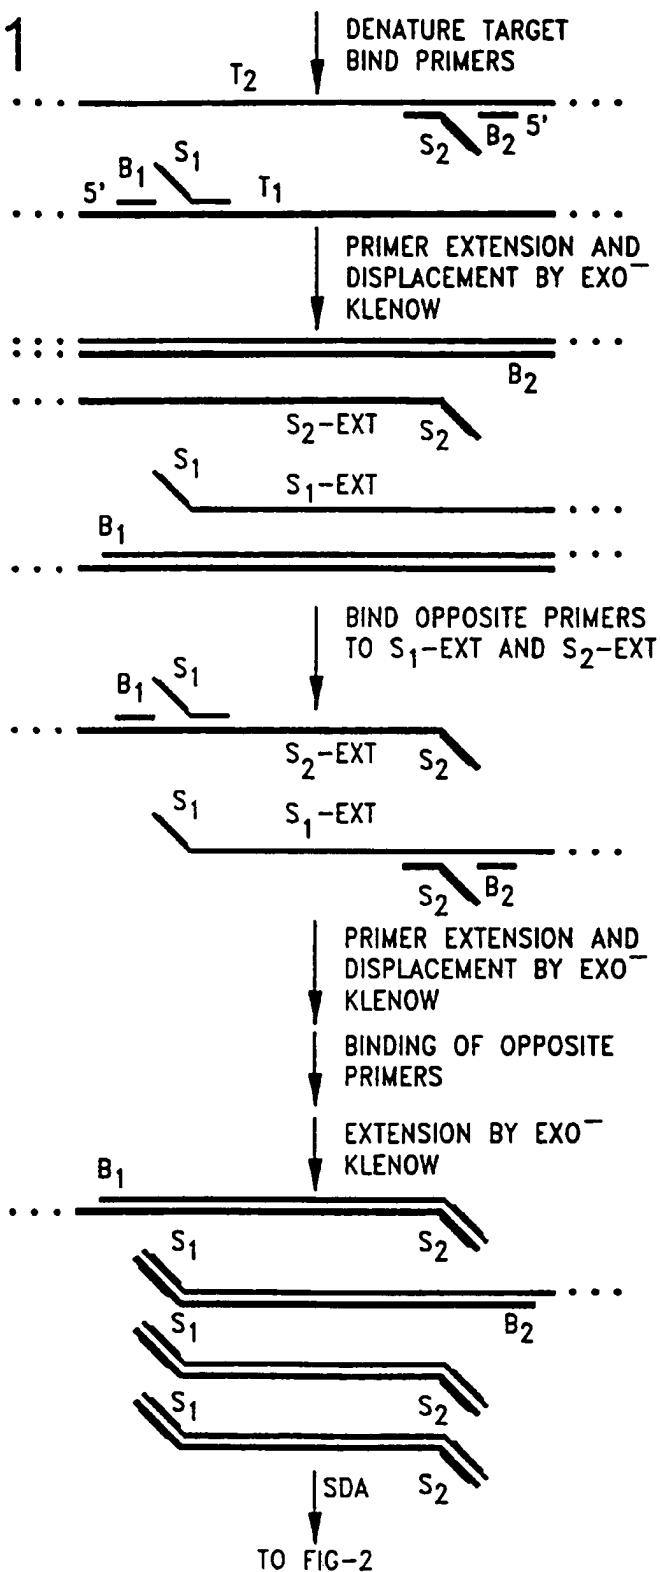 1
DENATURE TARGET
BIND PRIMERS
T2
S2 B2 5'
5' B1 S1 T1
PRIMER EXTENSION AND
DISPLACEMENT BY EXO⁻
KLENOW
B2
S2-EXT S2
S1 S1-EXT
B1
BIND OPPOSITE PRIMERS
TO S1-EXT AND S2-EXT
B1 S1
S2-EXT S2
S1 S1-EXT
S2 B2
PRIMER EXTENSION AND
DISPLACEMENT BY EXO⁻
KLENOW
BINDING OF OPPOSITE
PRIMERS
EXTENSION BY EXO⁻
KLENOW
B1
S1 S2
S1 B2
S1 S2
S2
SDA
TO FIG-2